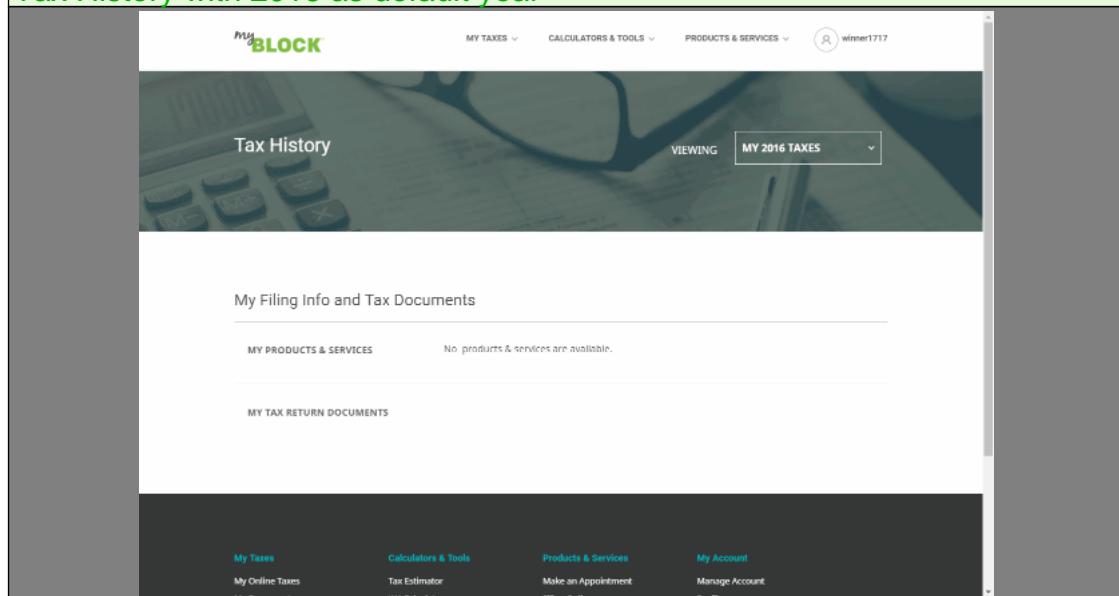 Tax History with 2016 as default year
my BLOCK
MY TAXES CALCULATORS & TOOLS PRODUCTS & SERVICES winner1717
Tax History
VIEWING MY 2016 TAXES
My Filing Info and Tax Documents
MY PRODUCTS & SERVICES No products & services are available.
MY TAX RETURN DOCUMENTS
My Taxes Calculators & Tools Products & Services My Account
My Online Taxes Tax Estimator Make an Appointment Manage Account